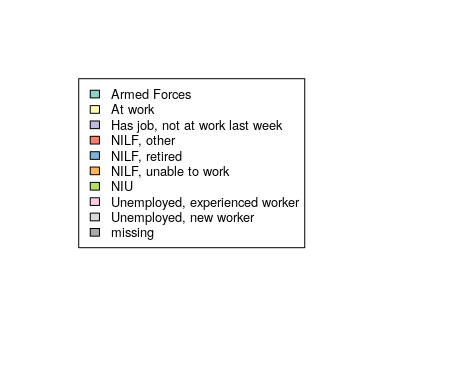 Armed Forces
At work
Has job, not at work last week
NILF, other
NILF, retired
NILF, unable to work
NIU
Unemployed, experienced worker
Unemployed, new worker
missing